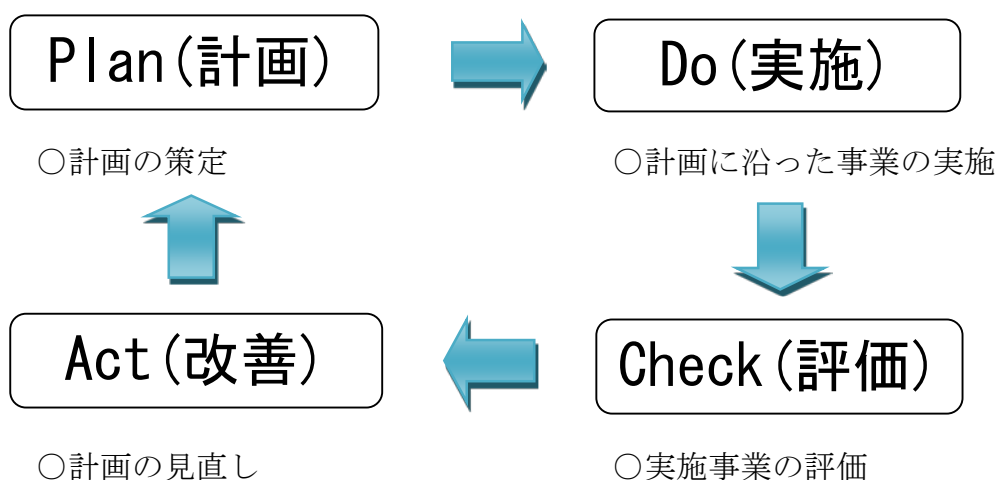 Plan(計画)
Do(実施)
○計画の策定
○計画に沿った事業の実施
Act(改善)
Check(評価)
○計画の見直し
○実施事業の評価